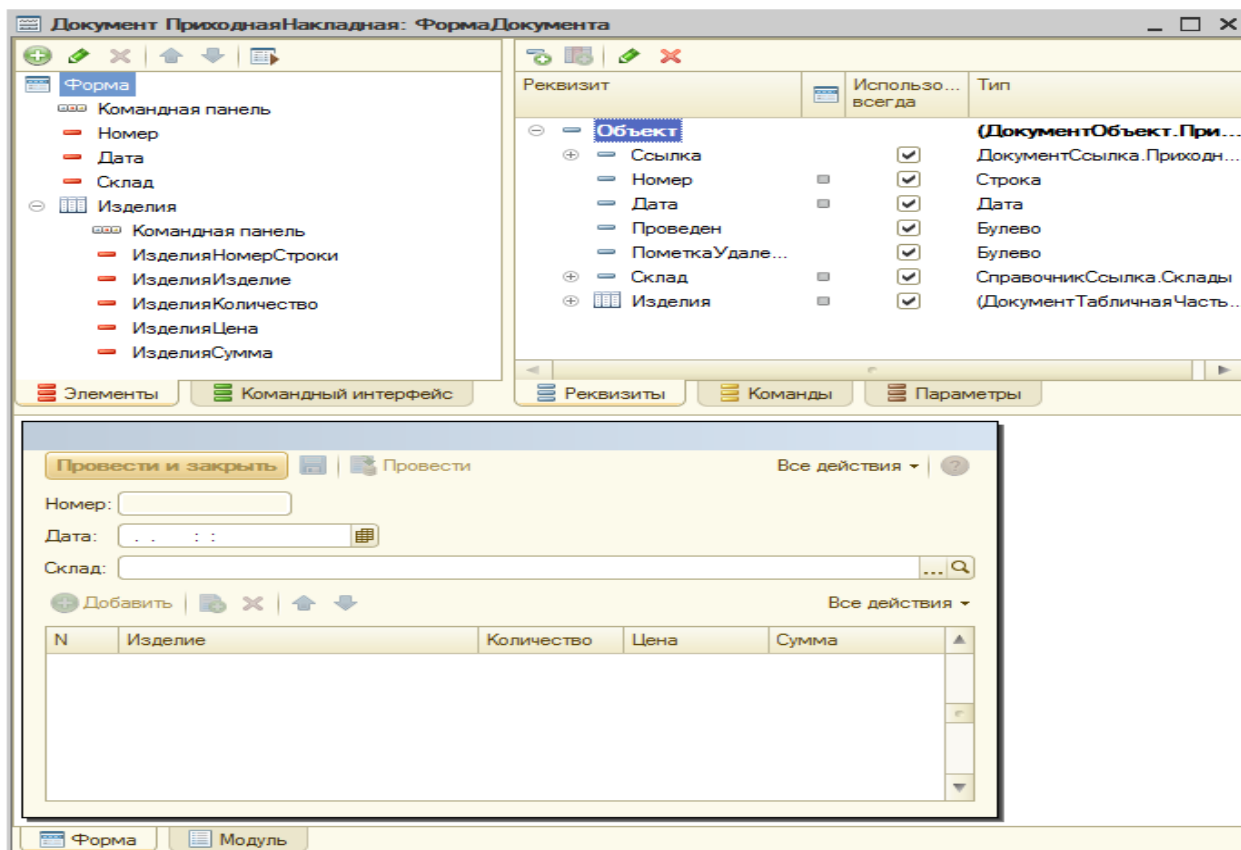 Документ ПриходнаяНакладная: ФормаДокумента
Форма
Командная панель
Номер
Дата
Склад
Изделия
Командная панель
ИзделияНомерСтроки
ИзделияИзделие
ИзделияКоличество
ИзделияЦена
ИзделияСумма
Элементы Командный интерфейс
Реквизит Использо... Тип
всегда
Объект (ДокументОбъект.При...
Ссылка ДокументСсылка.Приходн...
Номер Строка
Дата Дата
Проведен Булево
ПометкаУдале... Булево
Склад СправочникСсылка.Склады
Изделия (ДокументТабличнаяЧасть...
Реквизиты Команды Параметры
Провести и закрыть Провести Все действия
Номер:
Дата: . . : :
Склад: ...
Добавить Все действия
N Изделие Количество Цена Сумма
Форма Модуль